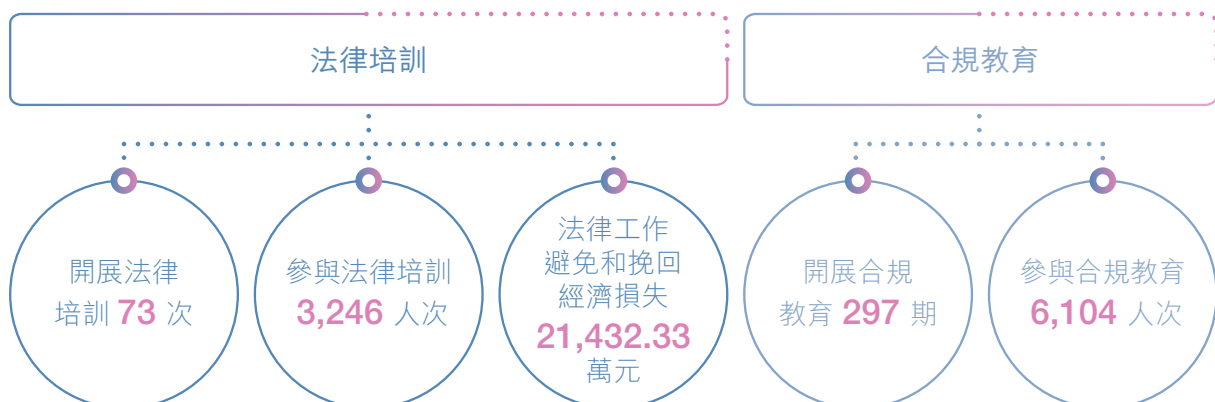 法律培訓
開展法律
培訓 73 次
參與法律培訓
3,246 人次
法律工作
避免和挽回
經濟損失
21,432.33
萬元
合規教育
開展合規
教育 297 期
參與合規教育
6,104 人次